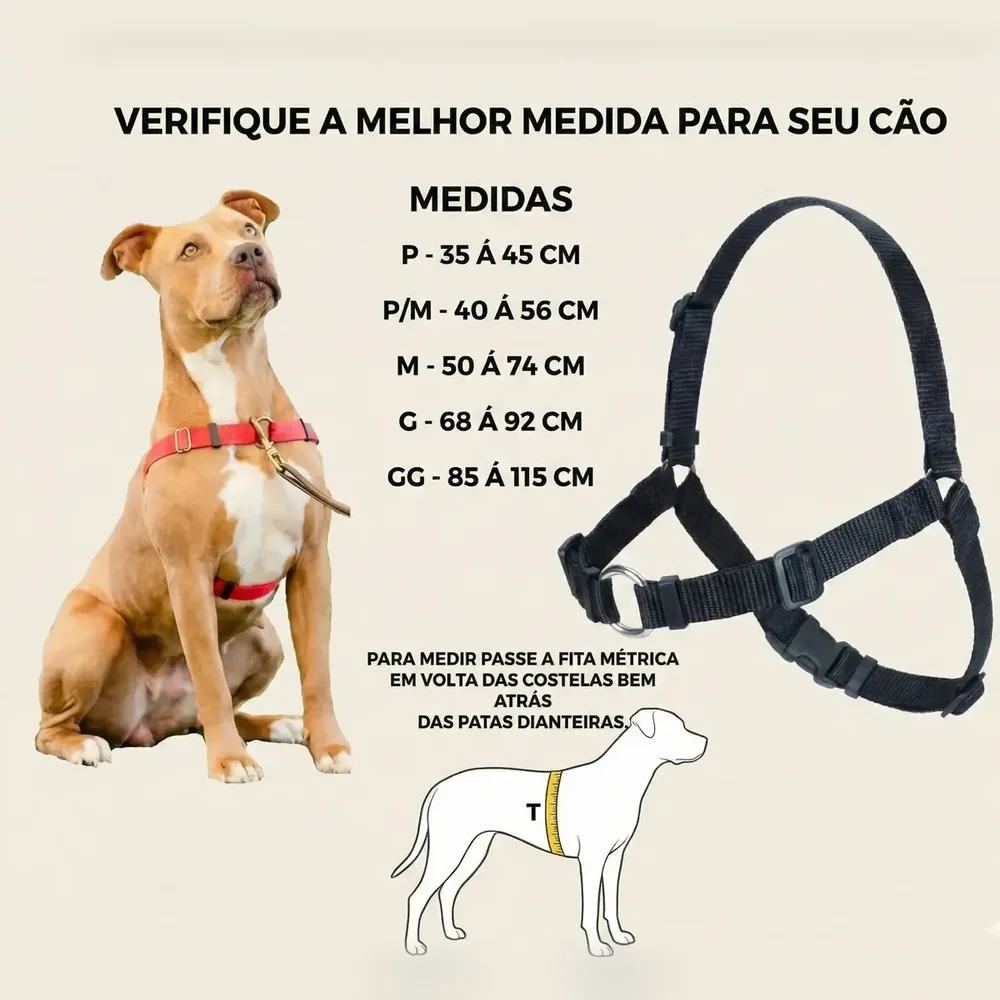 VERIFIQUE A MELHOR MEDIDA PARA SEU CÃO
MEDIDAS
P - 35 Á 45 CM
P/M - 40 Á 56 CM
M - 50 Á 74 CM
G - 68 Á 92 CM
GG - 85 Á 115 CM
PARA MEDIR PASSE A FITA MÉTRICA
EM VOLTA DAS COSTELAS BEM
ATRÁS
DAS PATAS DIANTEIRAS.
T